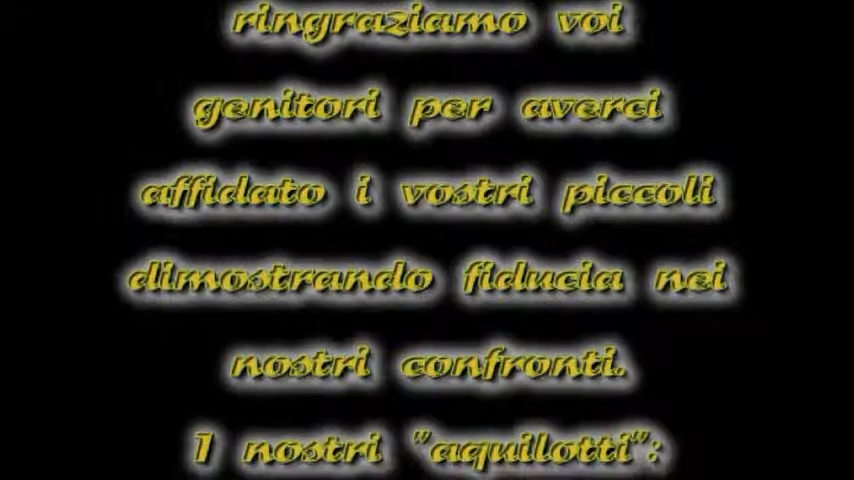 ringraziamo voi
genitori per averci
affidato i vostri piccoli
dimostrando fiducia nei
nostri confronti.
I nostri "aquilotti":